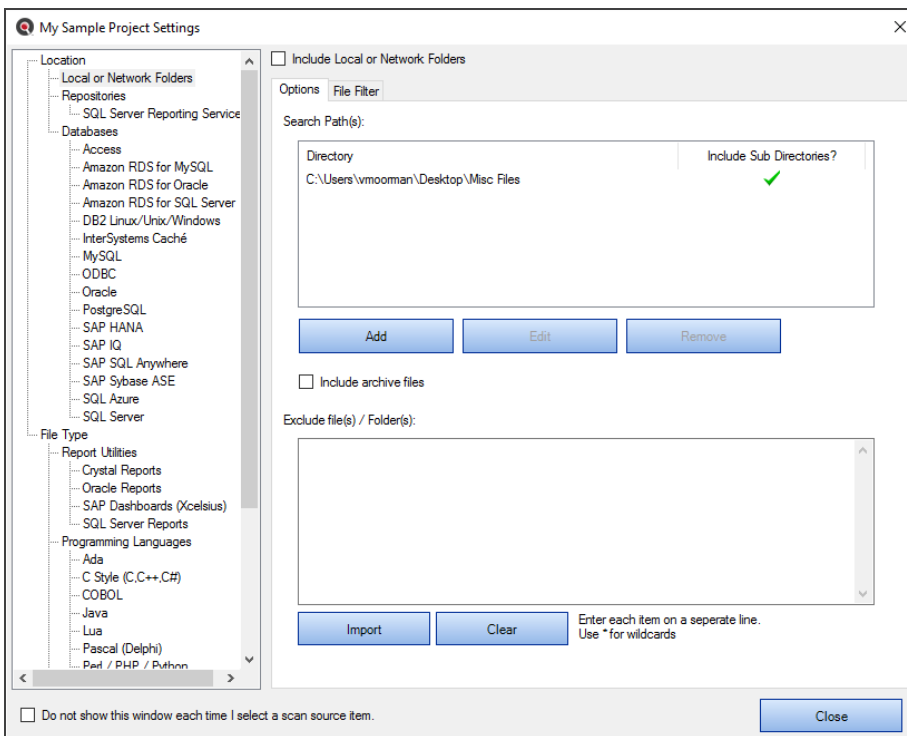 My Sample Project Settings
Location
Local or Network Folders
Repositories
SQL Server Reporting Service
Databases
Access
Amazon RDS for MySQL
Amazon RDS for Oracle
Amazon RDS for SQL Server
DB2 Linux/Unix/Windows
InterSystems Caché
MySQL
ODBC
Oracle
PostgreSQL
SAP HANA
SAP IQ
SAP SQL Anywhere
SAP Sybase ASE
SQL Azure
SQL Server
File Type
Report Utilities
Crystal Reports
Oracle Reports
SAP Dashboards (Xcelsius)
SQL Server Reports
Programming Languages
Ada
C Style (C,C++,C#)
COBOL
Java
Lua
Pascal (Delphi)
Perl / PHP / Python
Include Local or Network Folders
Options File Filter
Search Path(s):
Directory Include Sub Directories?
C:\Users\vmoorman\Desktop\Misc Files
Add Edit Remove
Include archive files
Exclude file(s) / Folder(s):
Import Clear
Enter each item on a seperate line.
Use * for wildcards
Do not show this window each time I select a scan source item.
Close